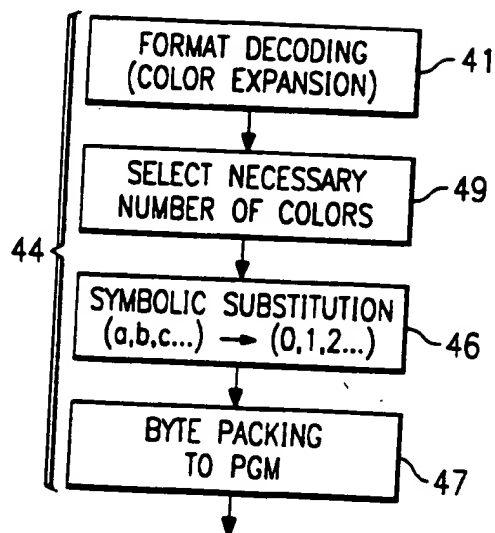 FORMAT DECODING
(COLOR EXPANSION)
41
SELECT NECESSARY
NUMBER OF COLORS
49
44
SYMBOLIC SUBSTITUTION
(a,b,c...) → (0,1,2...)
46
BYTE PACKING
TO PGM
47